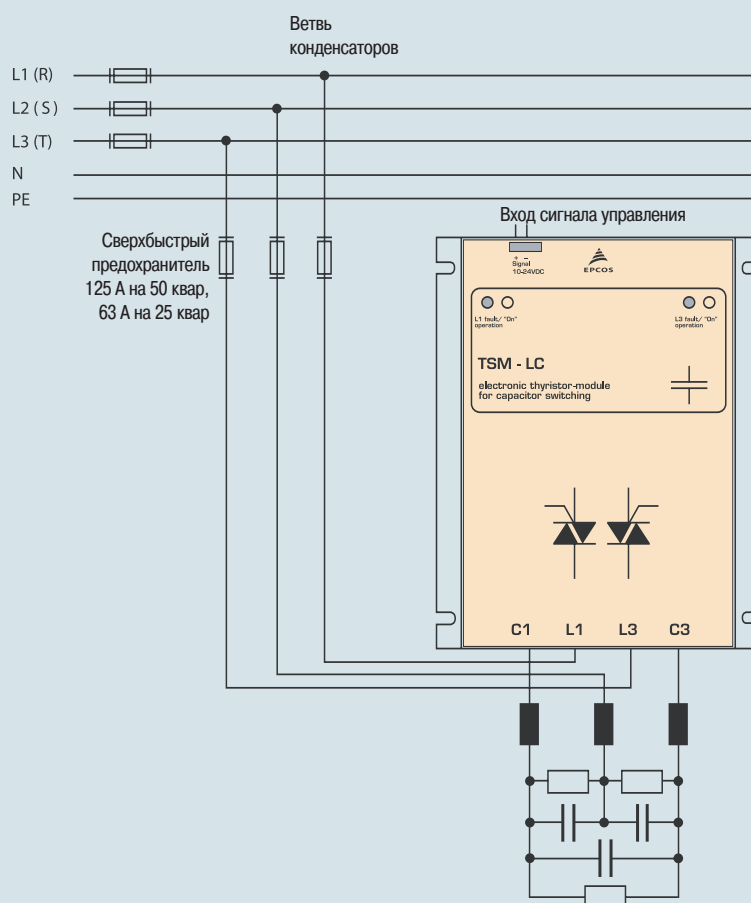 Ветвь
конденсаторов
L1 (R)
L2 ( S )
L3 (T)
N
PE
Сверхбыстрый
предохранитель
125 А на 50 квар,
63 А на 25 квар
Вход сигнала управления
+ –
Signal
10-24VDC
EPCOS
L1 fault/ "On"
operation
L3 fault/ "On"
operation
TSM - LC
electronic thyristor-module
for capacitor switching
C1 L1 L3 C3